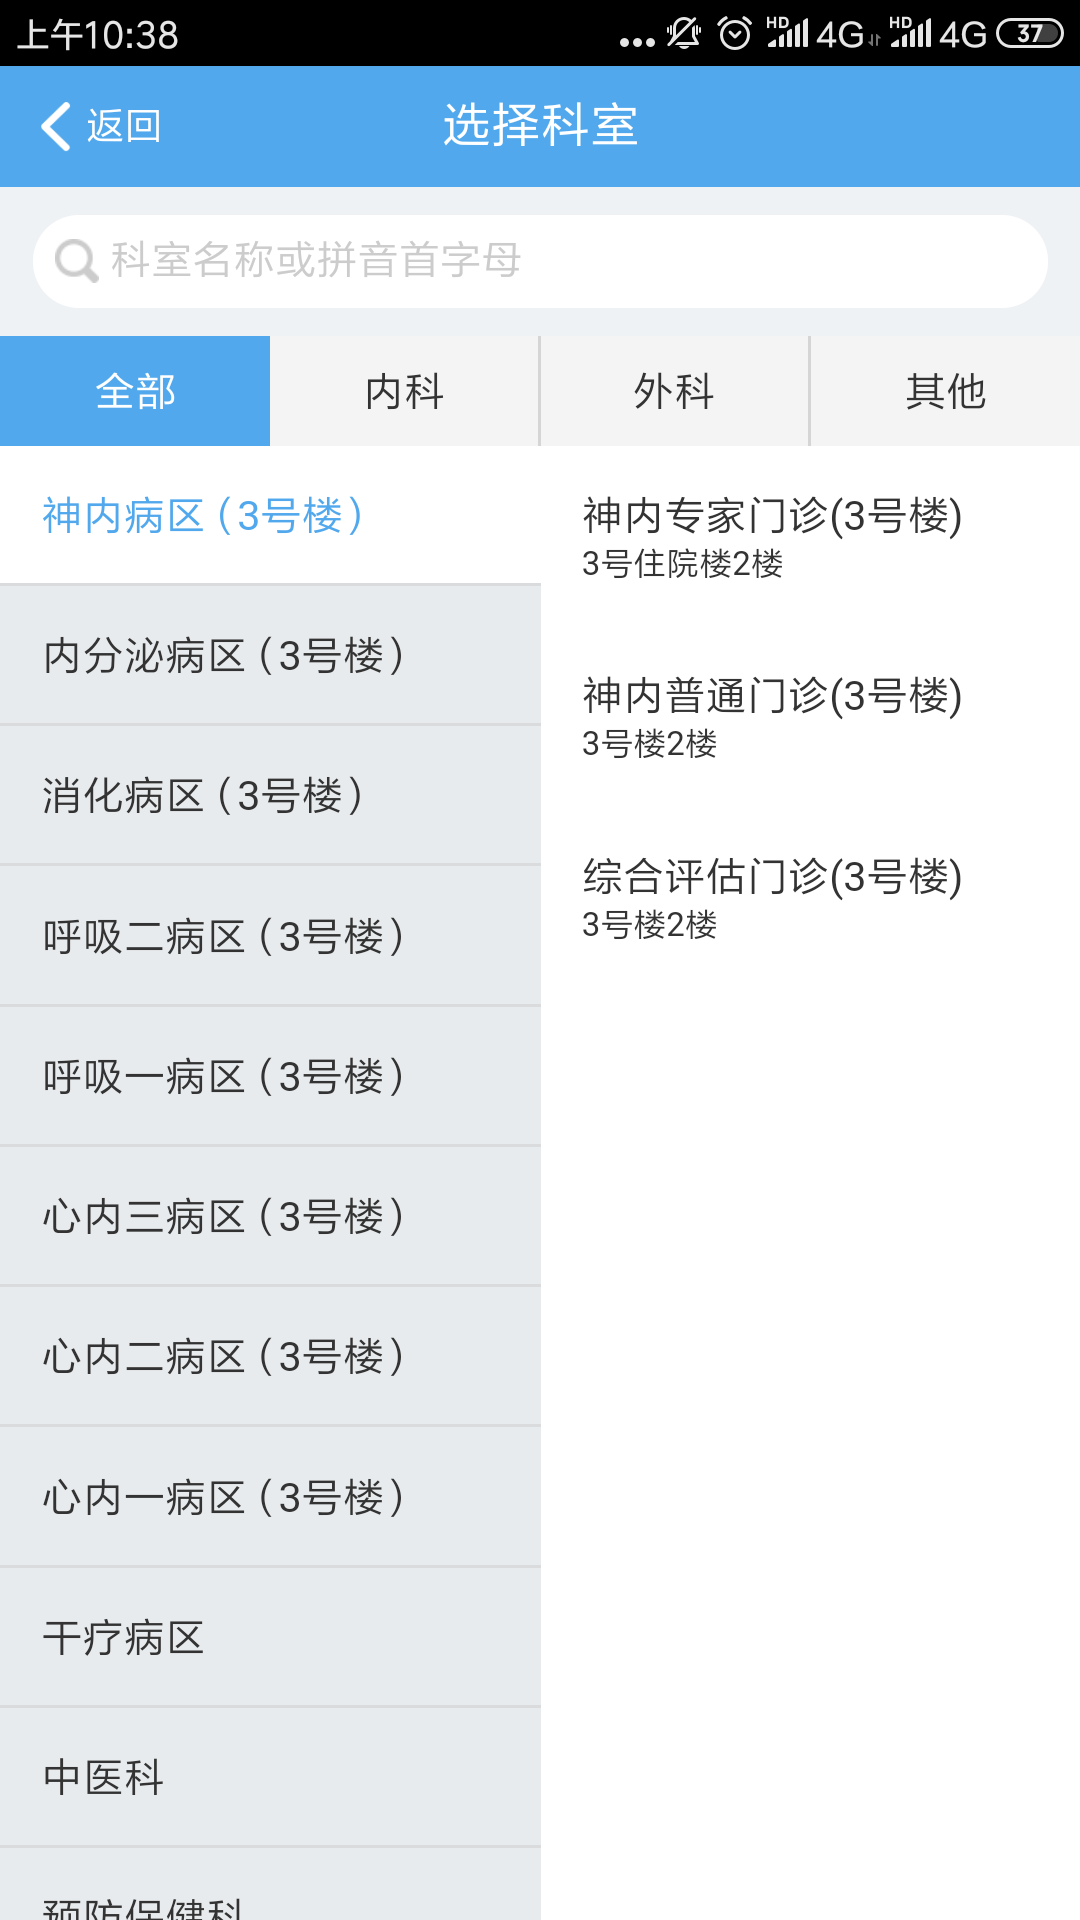 上午10:38
HD 4G HD 4G 37
返回
选择科室
科室名称或拼音首字母
全部 内科 外科 其他
神内病区（3号楼）
内分泌病区（3号楼）
消化病区（3号楼）
呼吸二病区（3号楼）
呼吸一病区（3号楼）
心内三病区（3号楼）
心内二病区（3号楼）
心内一病区（3号楼）
干疗病区
中医科
预防保健科
神内专家门诊(3号楼)
3号住院楼2楼
神内普通门诊(3号楼)
3号楼2楼
综合评估门诊(3号楼)
3号楼2楼